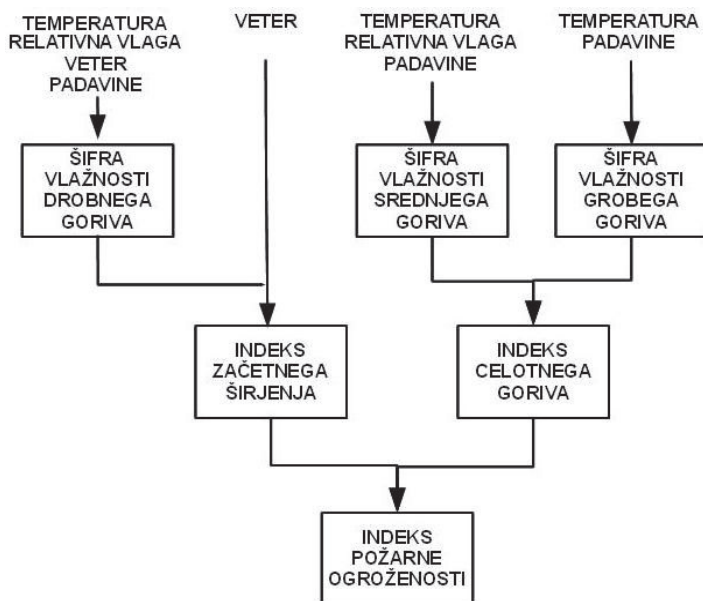 TEMPERATURA
RELATIVNA VLAGA
VETER
PADAVINE
VETER
TEMPERATURA
RELATIVNA VLAGA
PADAVINE
TEMPERATURA
PADAVINE
ŠIFRA
VLAŽNOSTI
DROBNEGA
GORIVA
ŠIFRA
VLAŽNOSTI
SREDNJEGA
GORIVA
ŠIFRA
VLAŽNOSTI
GROBEGA
GORIVA
INDEKS
ZAČETNEGA
ŠIRJENJA
INDEKS
CELOTNEGA
GORIVA
INDEKS
POŽARNE
OGROŽENOSTI